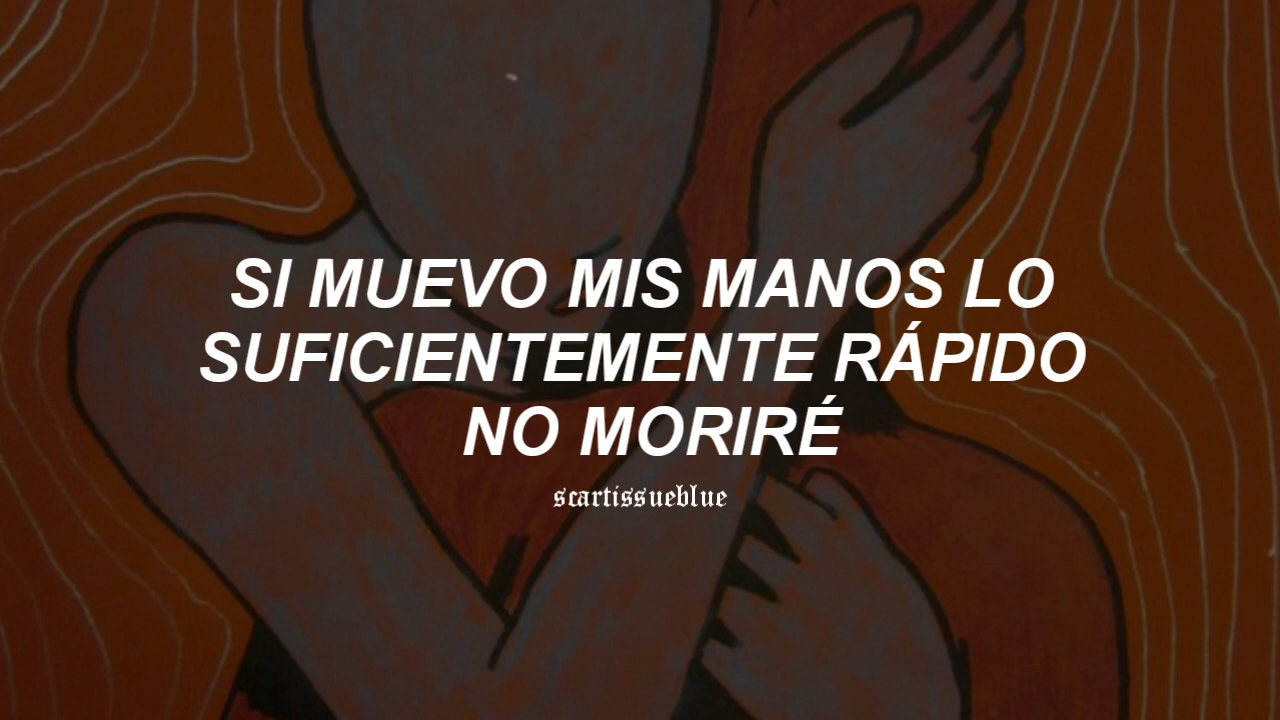 SI MUEVO MIS MANOS LO
SUFICIENTEMENTE RÁPIDO
NO MORIRÉ
scartissueblue